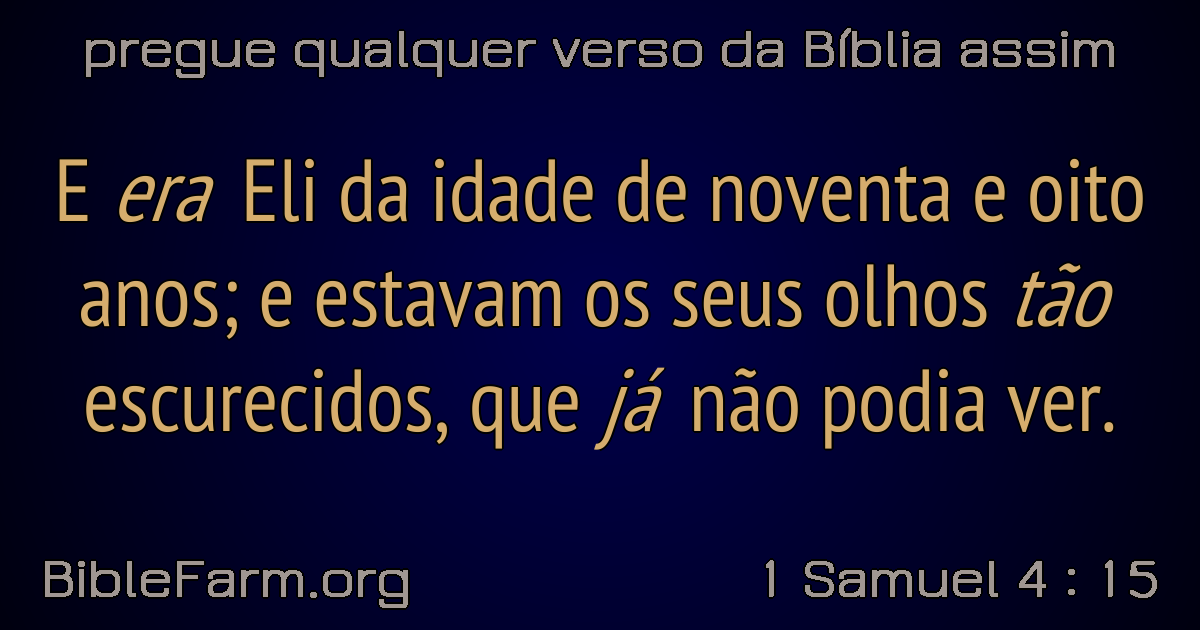 pregue qualquer verso da Bíblia assim
E era Eli da idade de noventa e oito
anos; e estavam os seus olhos tão
escurecidos, que já não podia ver.
BibleFarm.org
1 Samuel 4 : 15